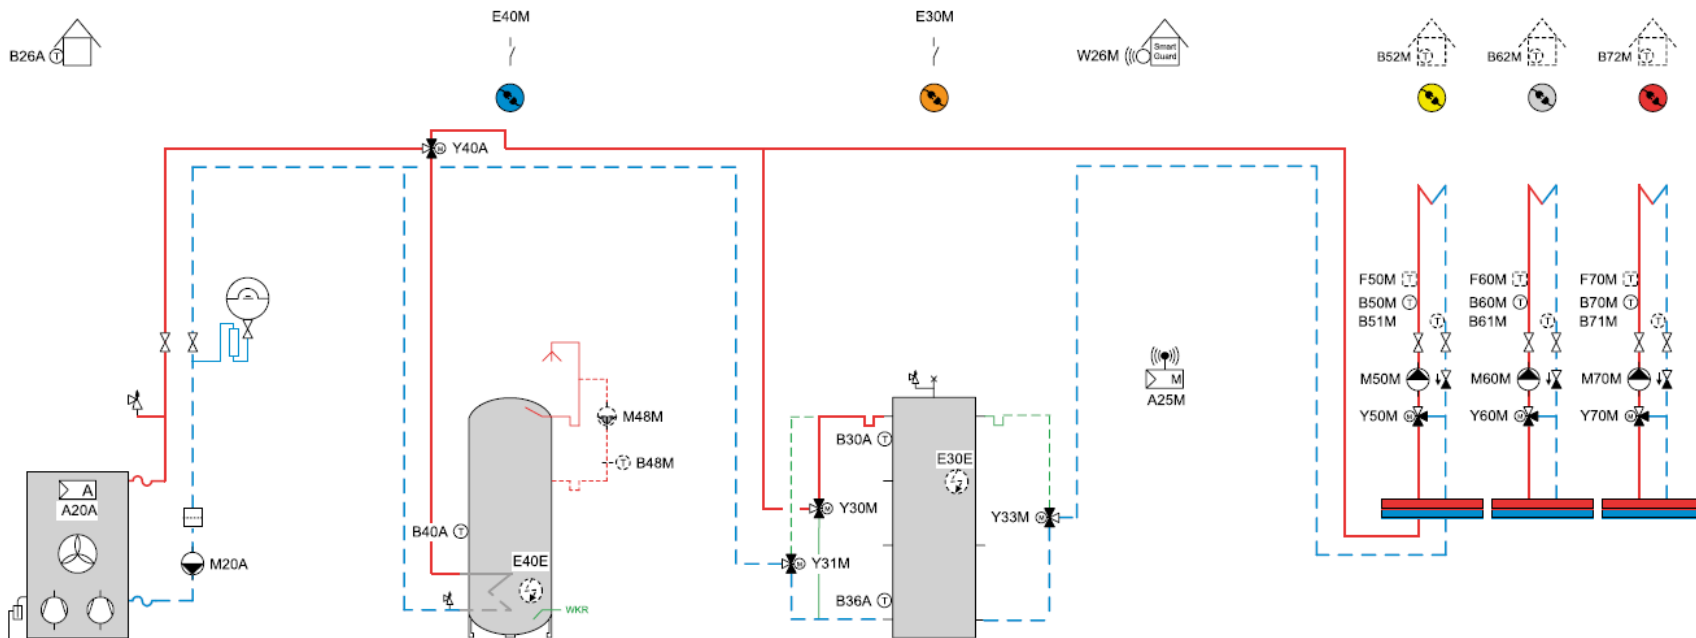 E40M
E30M
B26A
T
W26M
Smart
Guard
B52M
T
B62M
T
B72M
T
M
Y40A
F50M
T
F60M
T
F70M
T
B50M
T
B60M
T
B70M
T
B51M
T
B61M
T
B71M
T
M
A25M
M50M
M60M
M70M
M48M
Y50M
M
Y60M
M
Y70M
M
B30A
T
T
B48M
E30E
A
A20A
M
Y30M
Y33M
M
B40A
T
M20A
E40E
M
Y31M
B36A
T
WKR